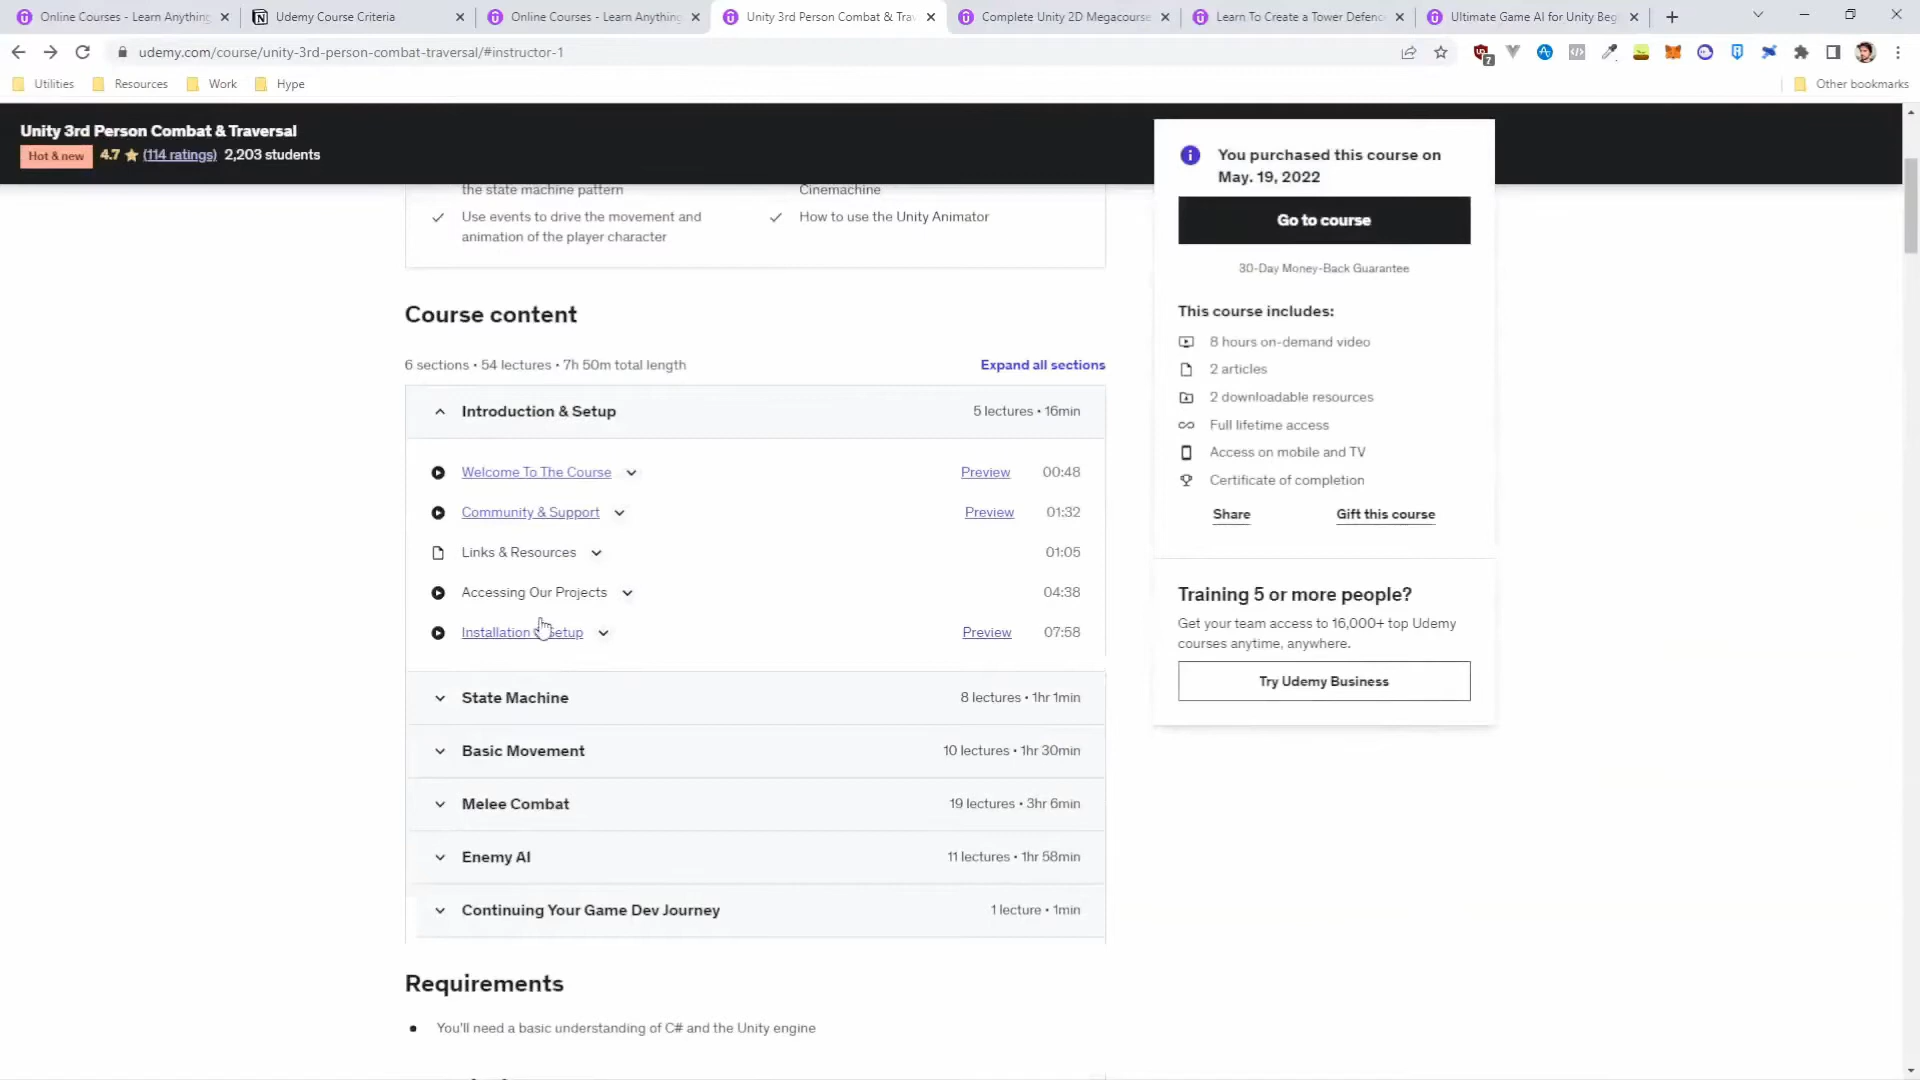 Online Courses - Learn Anything
Udemy Course Criteria
Online Courses - Learn Anything
Unity 3rd Person Combat & Trav
Complete Unity 2D Megacourse
Learn To Create a Tower Defenc
Ultimate Game AI for Unity Beg
udemy.com/course/unity-3rd-person-combat-traversal/#instructor-1
7
Utilities
Resources
Work
Hype
Other bookmarks
Unity 3rd Person Combat & Traversal
Hot & new 4.7 (114 ratings) 2,203 students
the state machine pattern
Use events to drive the movement and
animation of the player character
Cinemachine
How to use the Unity Animator
Course content
6 sections • 54 lectures • 7h 50m total length
Expand all sections
Introduction & Setup 5 lectures • 16min
Welcome To The Course Preview 00:48
Community & Support Preview 01:32
Links & Resources 01:05
Accessing Our Projects 04:38
Installation Setup Preview 07:58
State Machine 8 lectures • 1hr 1min
Basic Movement 10 lectures • 1hr 30min
Melee Combat 19 lectures • 3hr 6min
Enemy AI 11 lectures • 1hr 58min
Continuing Your Game Dev Journey 1 lecture • 1min
Requirements
You'll need a basic understanding of C# and the Unity engine
You purchased this course on
May. 19, 2022
Go to course
30-Day Money-Back Guarantee
This course includes:
8 hours on-demand video
2 articles
2 downloadable resources
Full lifetime access
Access on mobile and TV
Certificate of completion
Share
Gift this course
Training 5 or more people?
Get your team access to 16,000+ top Udemy
courses anytime, anywhere.
Try Udemy Business